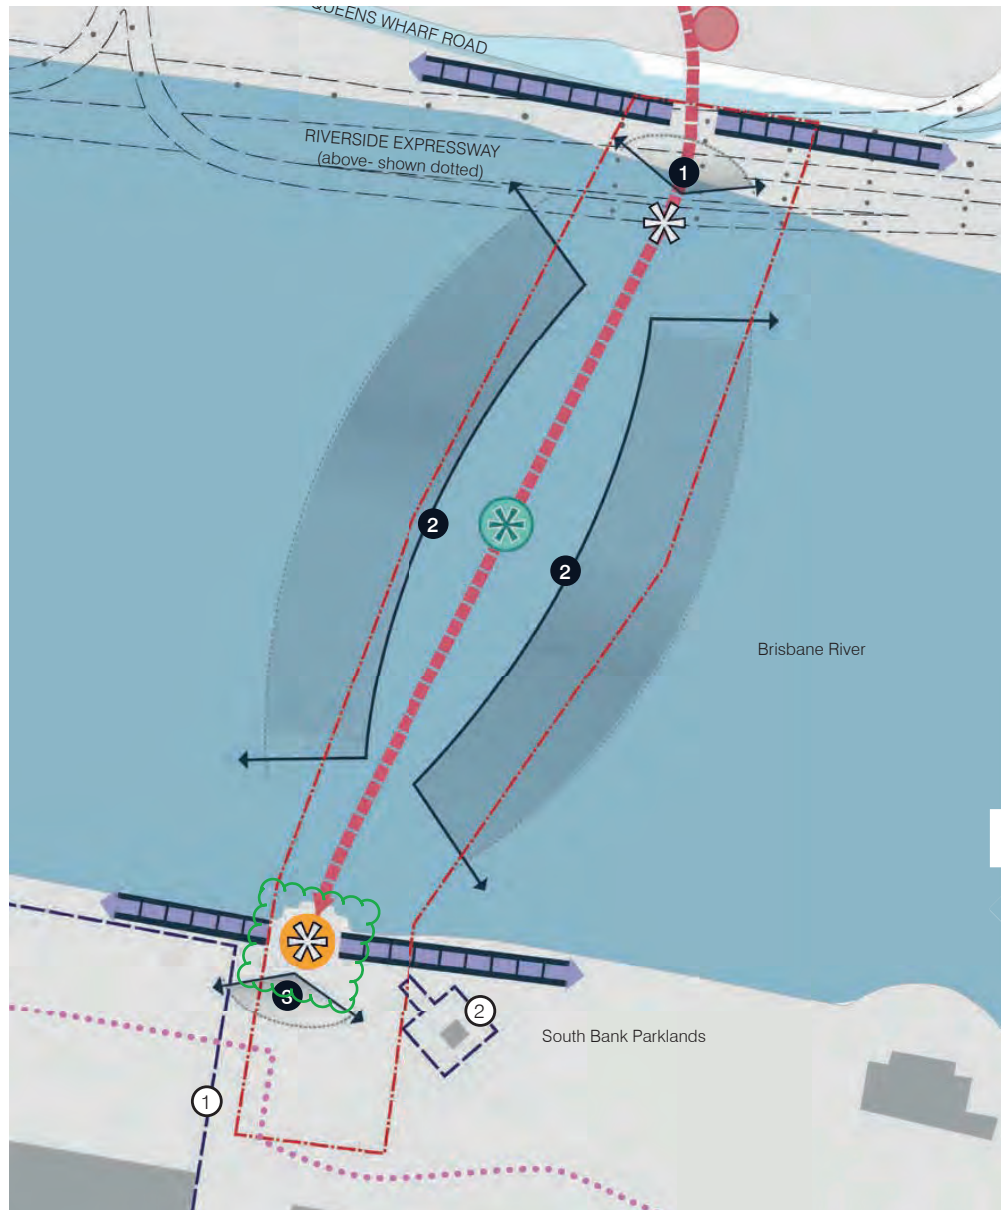 QUEENS WHARF ROAD
RIVERSIDE EXPRESSWAY
(above- shown dotted)
1
2
2
Brisbane River
3
2
South Bank Parklands
1